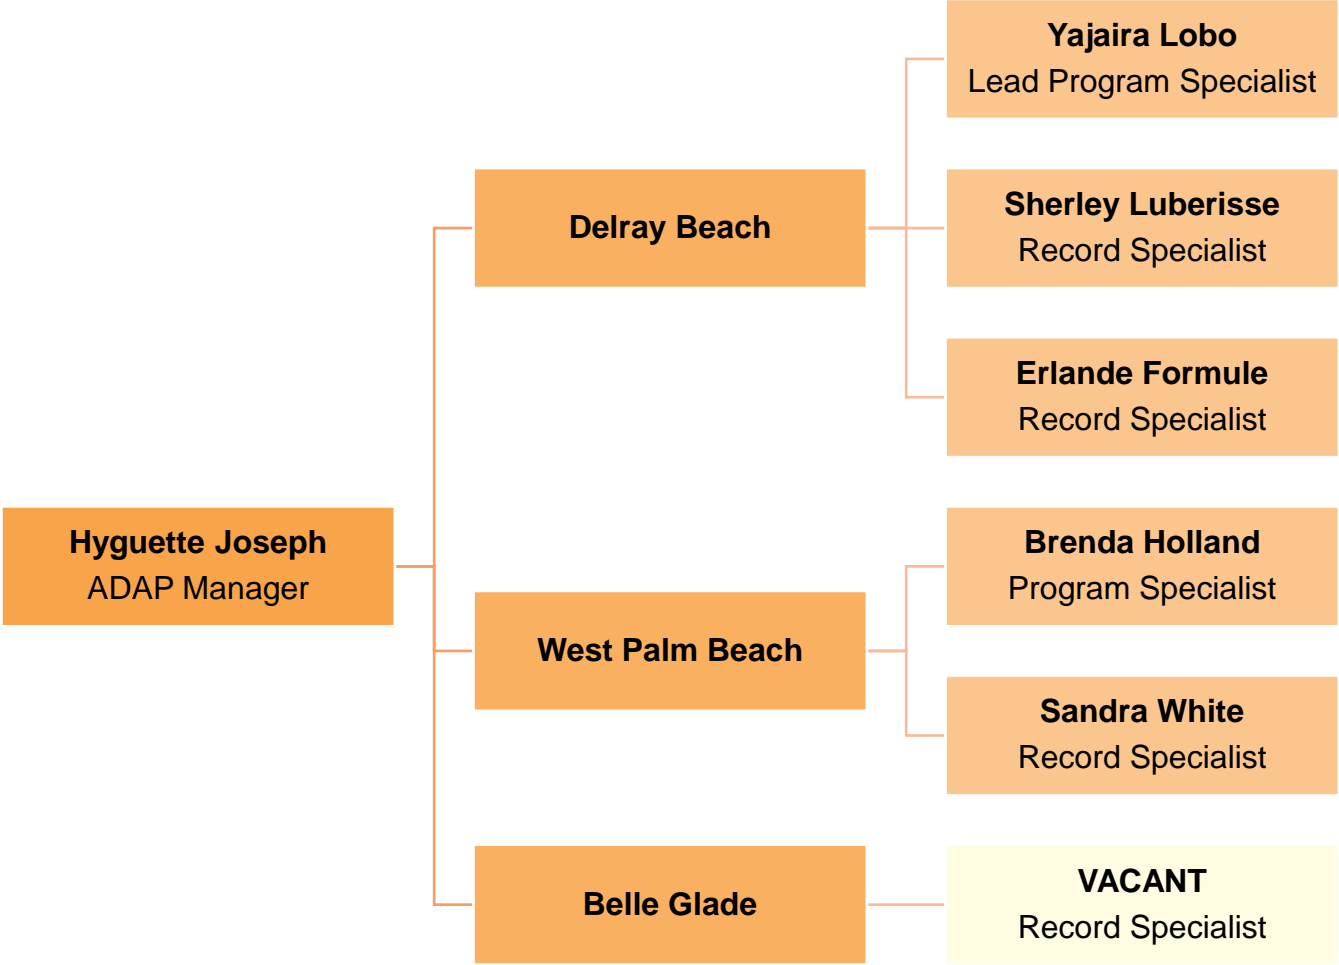 Hyguette Joseph
ADAP Manager
Delray Beach
Yajaira Lobo
Lead Program Specialist
Sherley Luberisse
Record Specialist
Erlande Formule
Record Specialist
West Palm Beach
Brenda Holland
Program Specialist
Sandra White
Record Specialist
Belle Glade
VACANT
Record Specialist